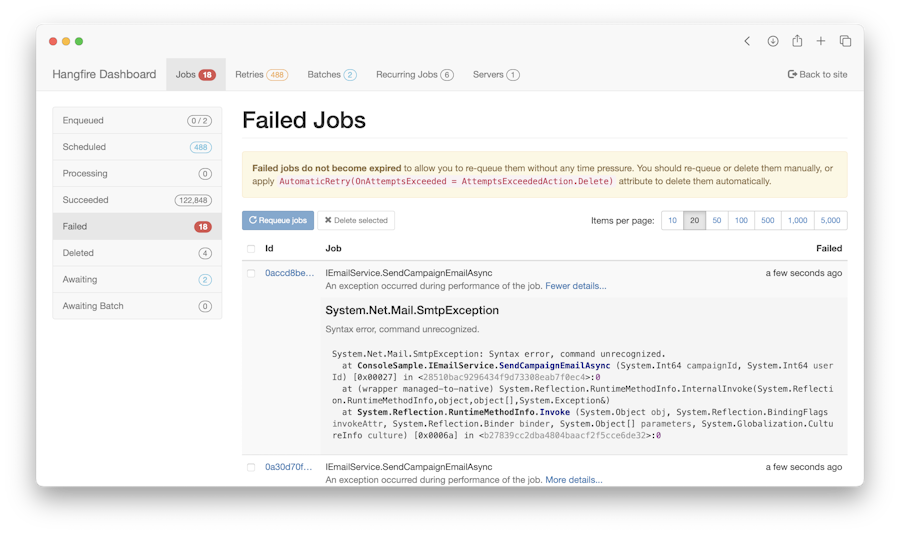 Hangfire Dashboard Jobs 18 Retries 488 Batches 2 Recurring Jobs 6 Servers 1 Back to site
Enqueued 0 / 2
Scheduled 488
Processing 0
Succeeded 122,848
Failed 18
Deleted 4
Awaiting 2
Awaiting Batch 0
Failed Jobs
Failed jobs do not become expired to allow you to re-queue them without any time pressure. You should re-queue or delete them manually, or
apply AutomaticRetry(OnAttemptsExceeded = AttemptsExceededAction.Delete) attribute to delete them automatically.
Requeue jobs Delete selected Items per page: 10 20 50 100 500 1,000 5,000
Id Job Failed
0accd8be... IEmailService.SendCampaignEmailAsync a few seconds ago
An exception occurred during performance of the job. Fewer details...
System.Net.Mail.SmtpException
Syntax error, command unrecognized.
System.Net.Mail.SmtpException: Syntax error, command unrecognized.
at ConsoleSample.IEmailService.SendCampaignEmailAsync (System.Int64 campaignId, System.Int64 user
Id) [0x00027] in <28510bac9296434f9d73308eab7f0ec4>:0
at (wrapper managed-to-native) System.Reflection.RuntimeMethodInfo.InternalInvoke(System.Reflecti
on.RuntimeMethodInfo,object,object[],System.Exception&)
at System.Reflection.RuntimeMethodInfo.Invoke (System.Object obj, System.Reflection.BindingFlags
invokeAttr, System.Reflection.Binder binder, System.Object[] parameters, System.Globalization.Cultu
reInfo culture) [0x0006a] in <b27839cc2dba4804baacf2f5cce6de32>:0
0a30d70f... IEmailService.SendCampaignEmailAsync a few seconds ago
An exception occurred during performance of the job. More details...